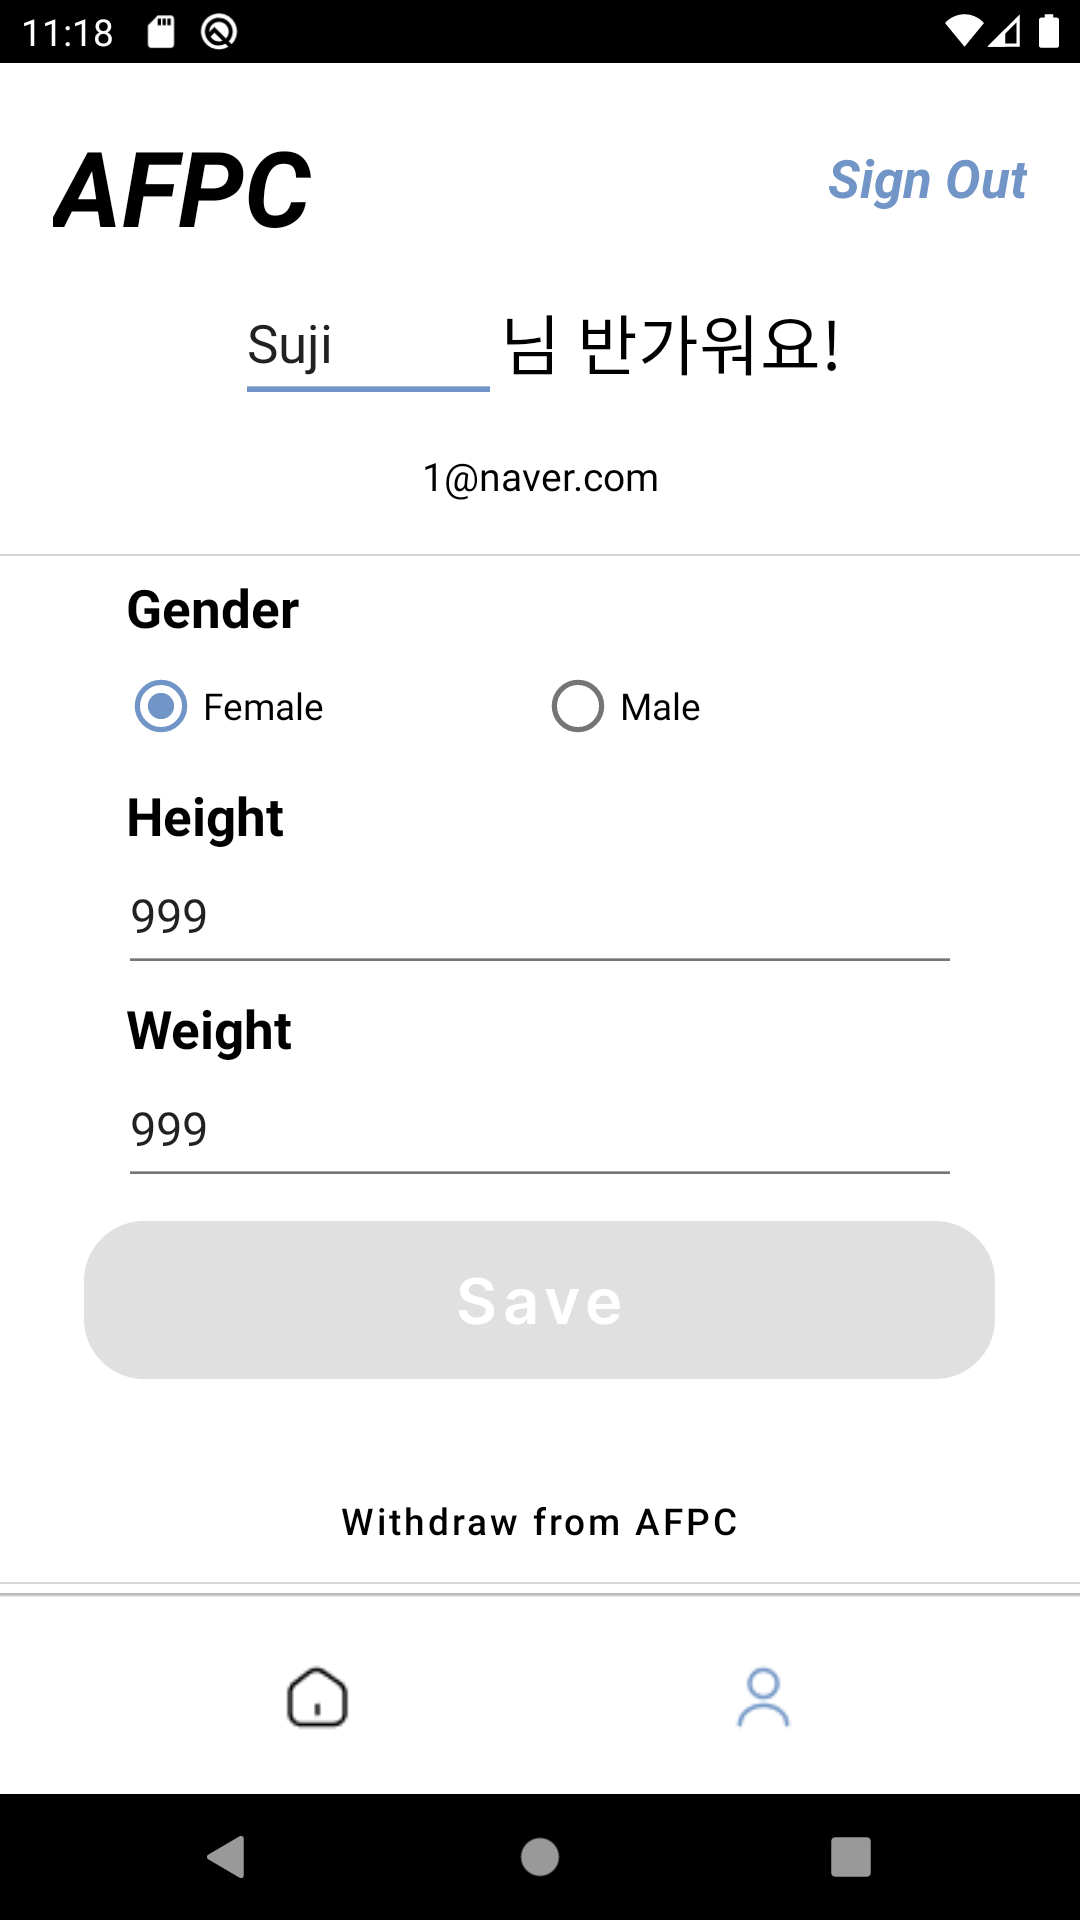 11:18
AFPC
Sign Out
Suji 님 반가워요!
1@naver.com
Gender
Female Male
Height
999
Weight
999
Save
Withdraw from AFPC